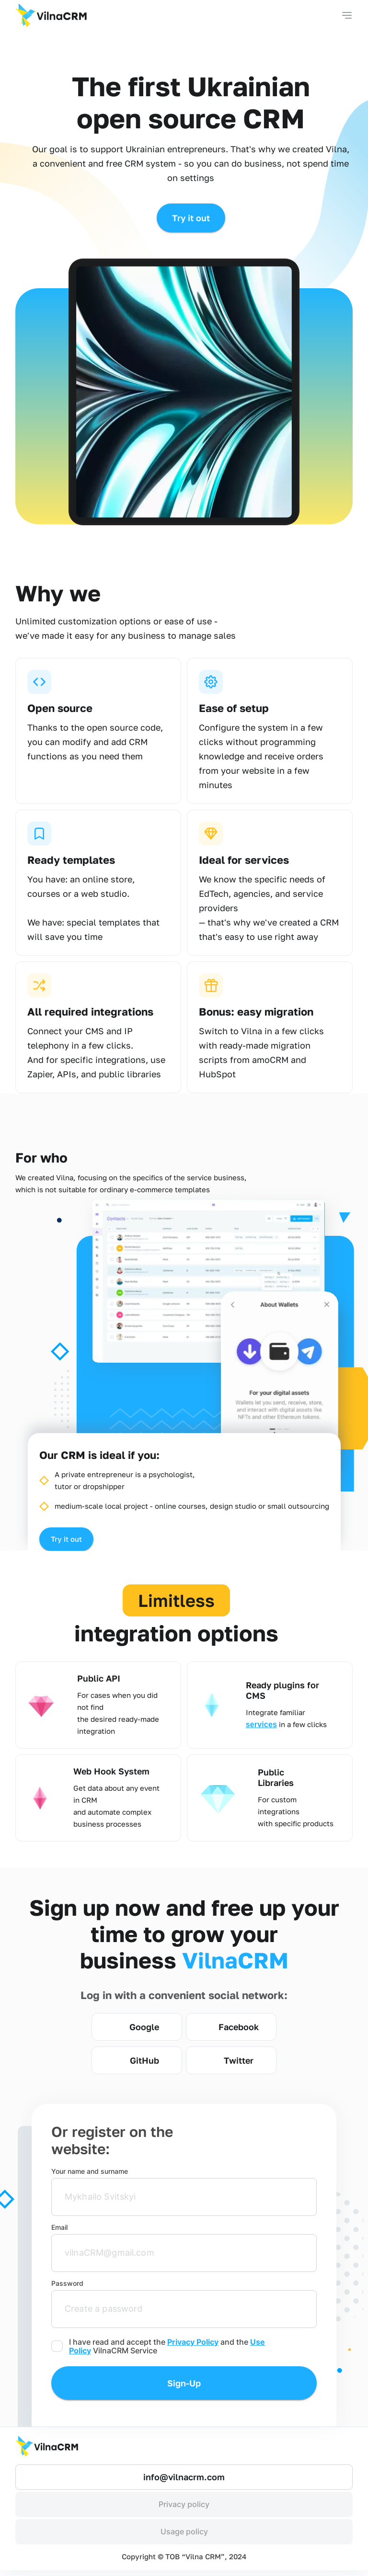 VilnaCRM
The first Ukrainian
open source CRM
Our goal is to support Ukrainian entrepreneurs. That's why we created Vilna,
a convenient and free CRM system - so you can do business, not spend time
on settings
Try it out
Why we
Unlimited customization options or ease of use -
we've made it easy for any business to manage sales
Open source
Thanks to the open source code,
you can modify and add CRM
functions as you need them
Ease of setup
Configure the system in a few
clicks without programming
knowledge and receive orders
from your website in a few
minutes
Ready templates
You have: an online store,
courses or a web studio.
We have: special templates that
will save you time
Ideal for services
We know the specific needs of
EdTech, agencies, and service
providers
— that's why we've created a CRM
that's easy to use right away
All required integrations
Connect your CMS and IP
telephony in a few clicks.
And for specific integrations, use
Zapier, APIs, and public libraries
Bonus: easy migration
Switch to Vilna in a few clicks
with ready-made migration
scripts from amoCRM and
HubSpot
For who
We created Vilna, focusing on the specifics of the service business,
which is not suitable for ordinary e-commerce templates
Contacts
About Wallets
For your digital assets
Wallets let you send, receive, store,
and interact with digital assets like
NFTs and other Ethereum tokens.
Our CRM is ideal if you:
A private entrepreneur is a psychologist,
tutor or dropshipper
medium-scale local project - online courses, design studio or small outsourcing
Try it out
Limitless
integration options
Public API
For cases when you did
not find
the desired ready-made
integration
Ready plugins for
CMS
Integrate familiar
services in a few clicks
Web Hook System
Get data about any event
in CRM
and automate complex
business processes
Public
Libraries
For custom
integrations
with specific products
Sign up now and free up your
time to grow your
business VilnaCRM
Log in with a convenient social network:
Google
Facebook
GitHub
Twitter
Or register on the
website:
Your name and surname
Mykhailo Svitskyi
Email
vilnaCRM@gmail.com
Password
Create a password
I have read and accept the Privacy Policy and the Use
Policy VilnaCRM Service
Sign-Up
VilnaCRM
info@vilnacrm.com
Privacy policy
Usage policy
Copyright © ТОВ "Vilna CRM", 2024